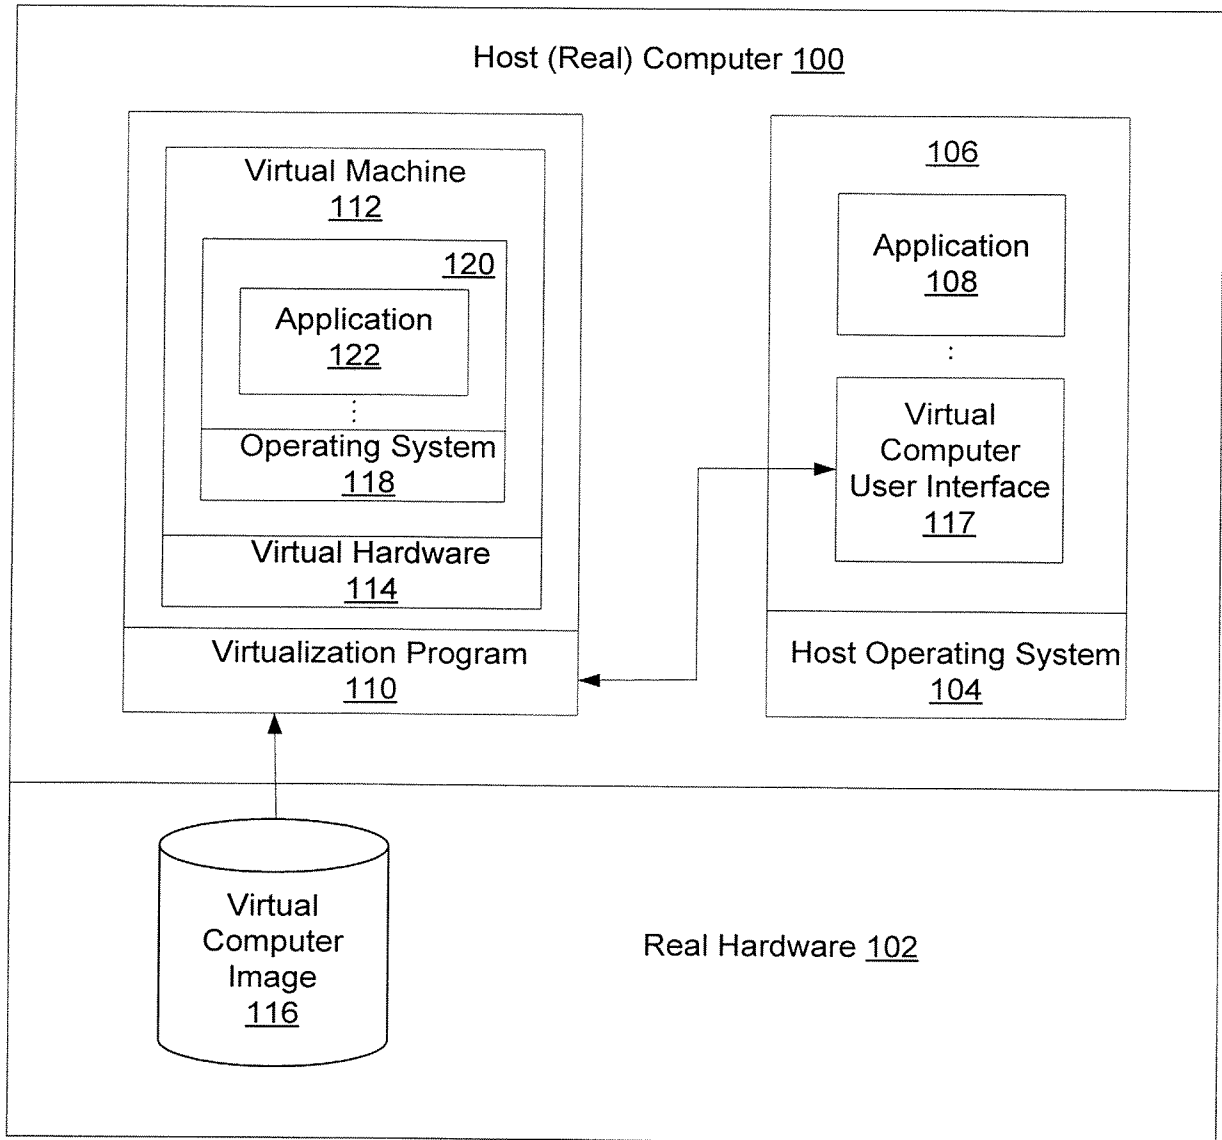 Host (Real) Computer 100
Virtual Machine
112
120
Application
122
Operating System
118
Virtual Hardware
114
Virtualization Program
110
106
Application
108
Virtual
Computer
User Interface
117
Host Operating System
104
Virtual
Computer
Image
116
Real Hardware 102